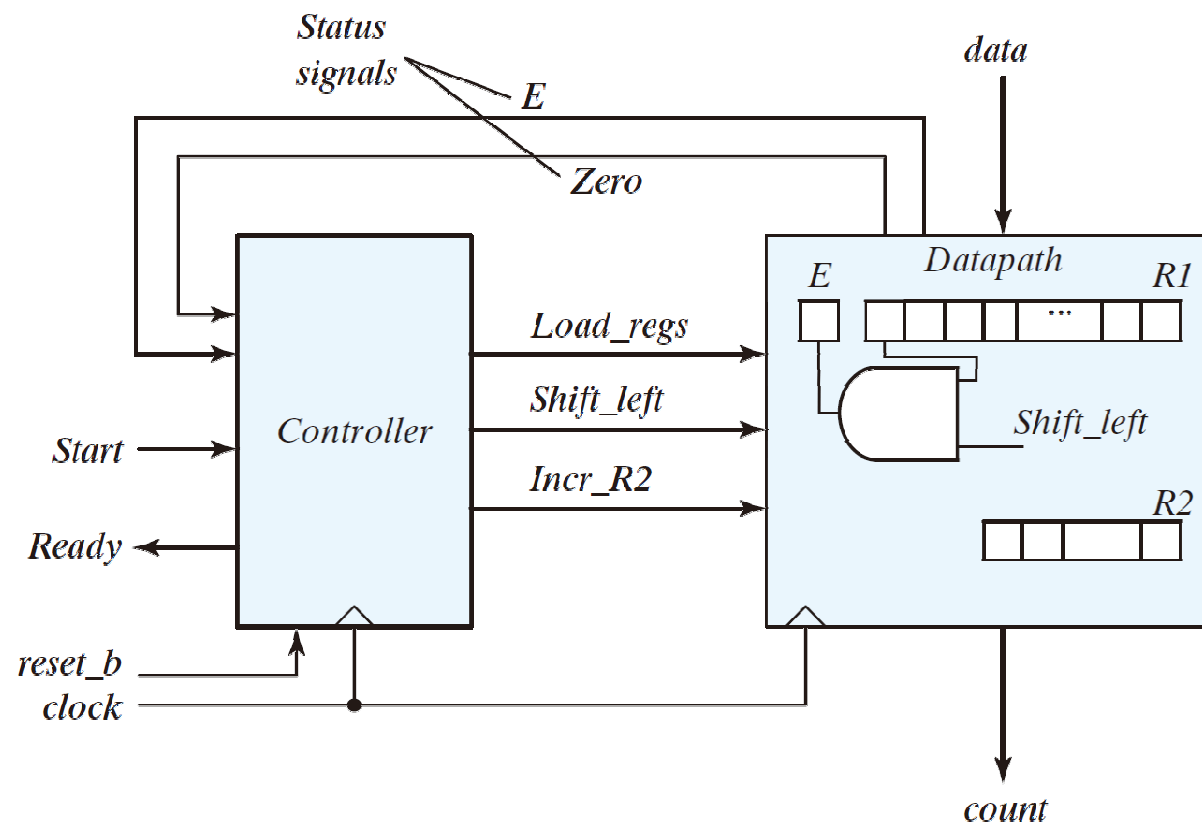 Status
signals
data
E
Zero
Datapath
E
R1
...
Load_regs
Shift_left
Controller
Shift_left
Start
Incr_R2
R2
Ready
reset_b
clock
count